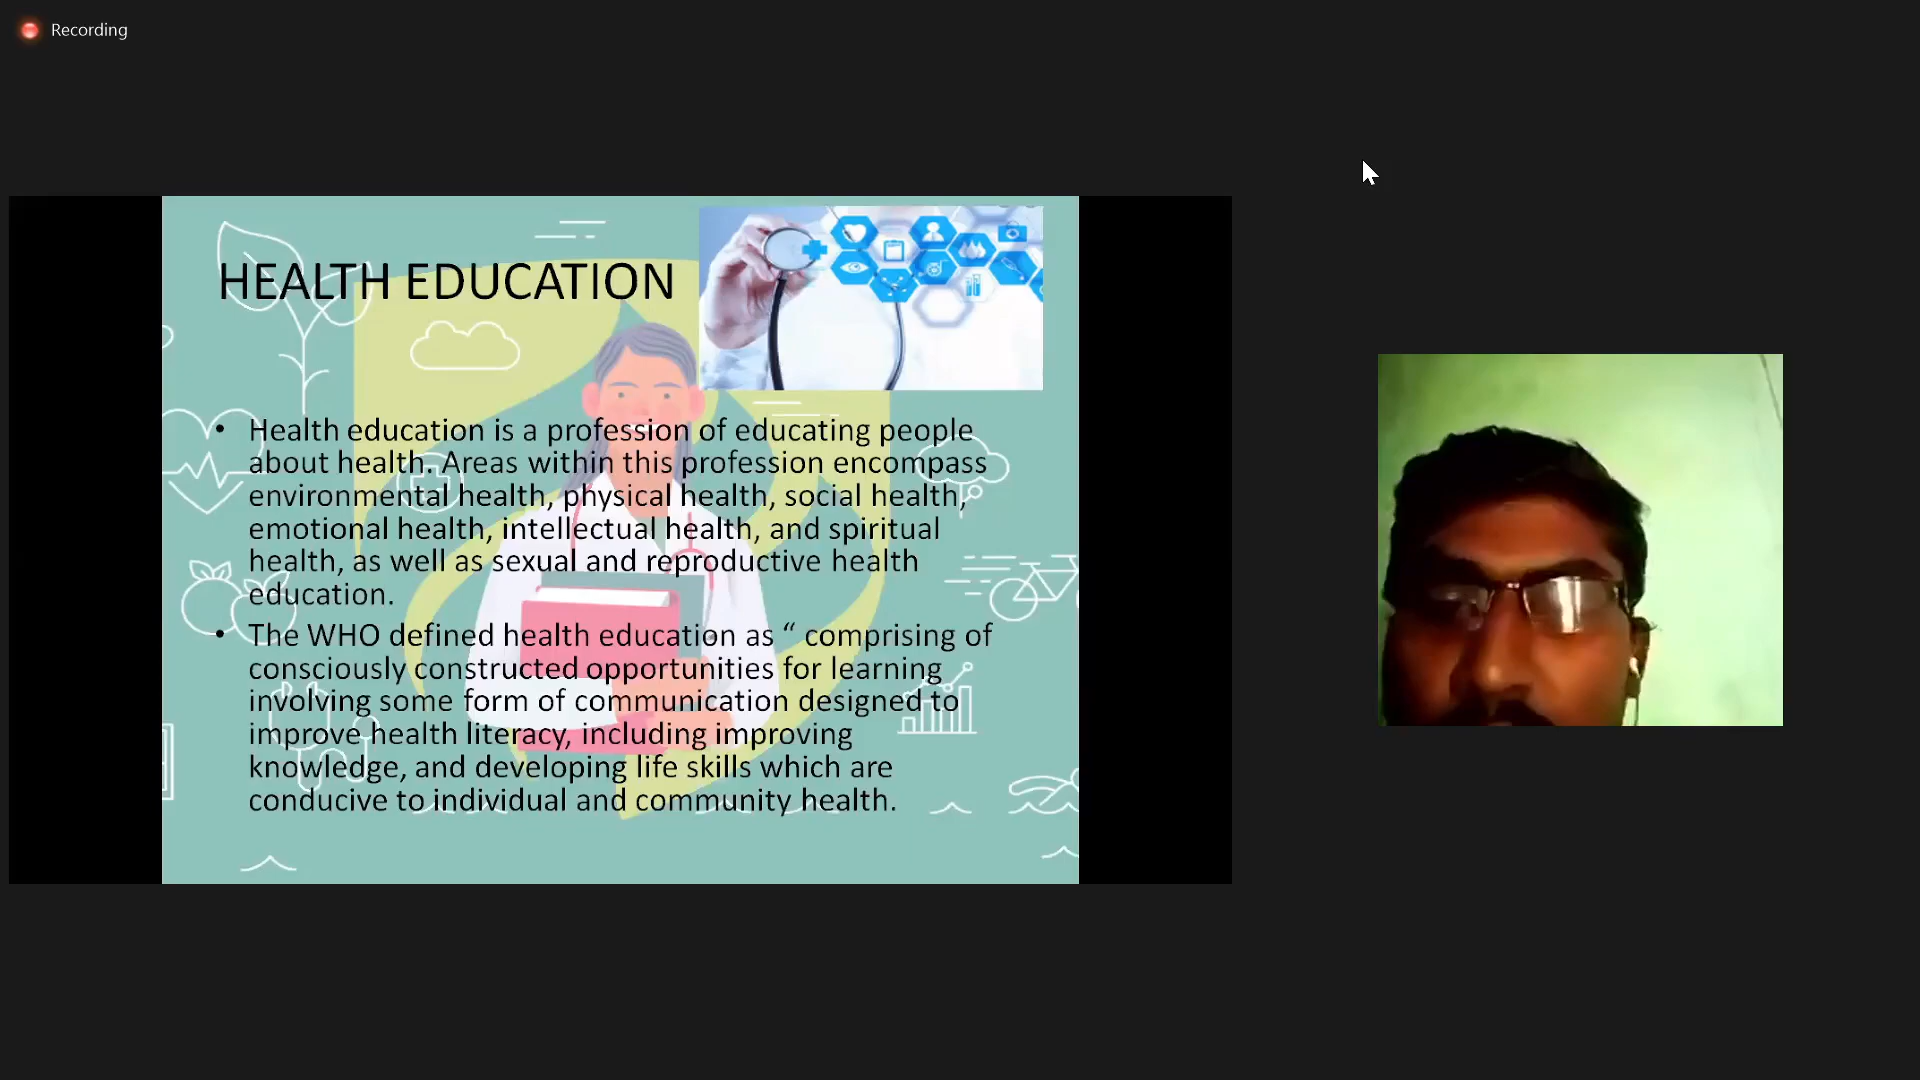 Recording
HEALTH EDUCATION
• Health education is a profession of educating people
about health. Areas within this profession encompass
environmental health, physical health, social health,
emotional health, intellectual health, and spiritual
health, as well as sexual and reproductive health
education.
• The WHO defined health education as “ comprising of
consciously constructed opportunities for learning
involving some form of communication designed to
improve health literacy, including improving
knowledge, and developing life skills which are
conducive to individual and community health.